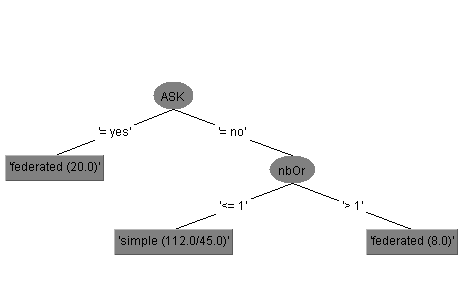 ASK
'= yes'
'= no'
'federated (20.0)'
nbOr
'<= 1'
'> 1'
'simple (112.0/45.0)'
'federated (8.0)'